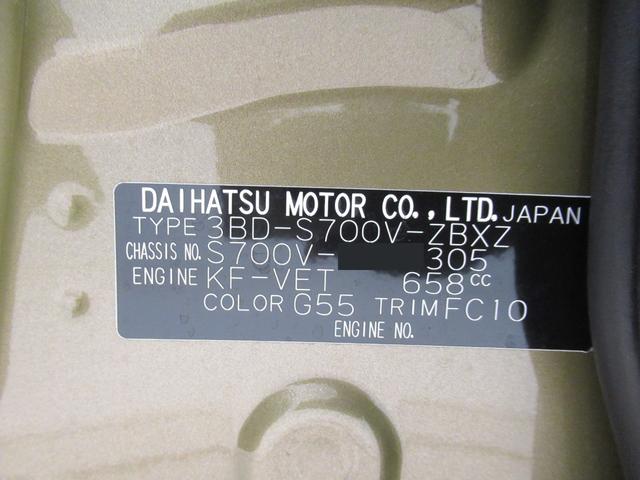 DAIHATSU MOTOR CO., LTD. JAPAN
TYPE 3BD-S700V-ZBXZ
CHASSIS NO. S700V- 305
ENGINE KF-VET 658cc
COLOR G55 TRIM FC10
ENGINE NO.